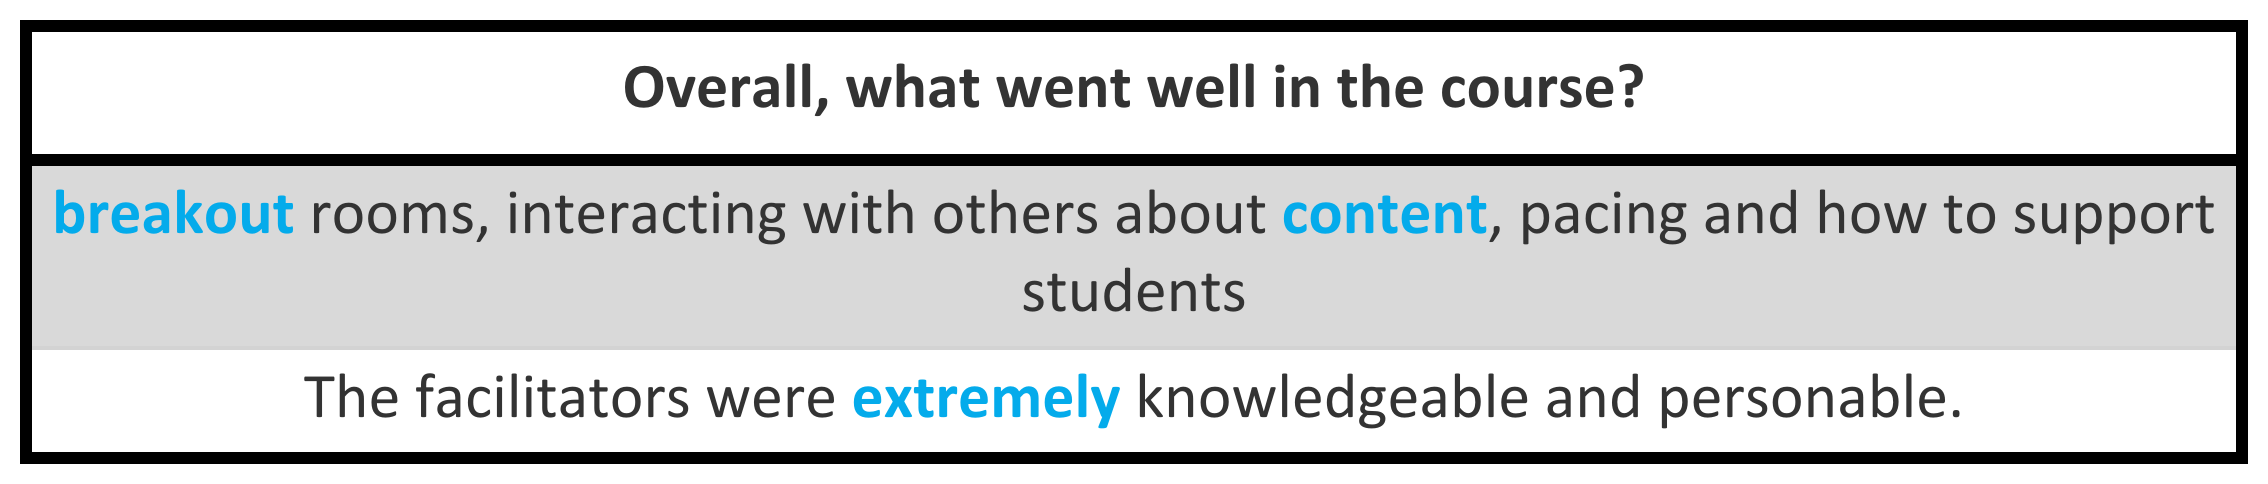 Overall, what went well in the course?
breakout rooms, interacting with others about content, pacing and how to support
students
The facilitators were extremely knowledgeable and personable.